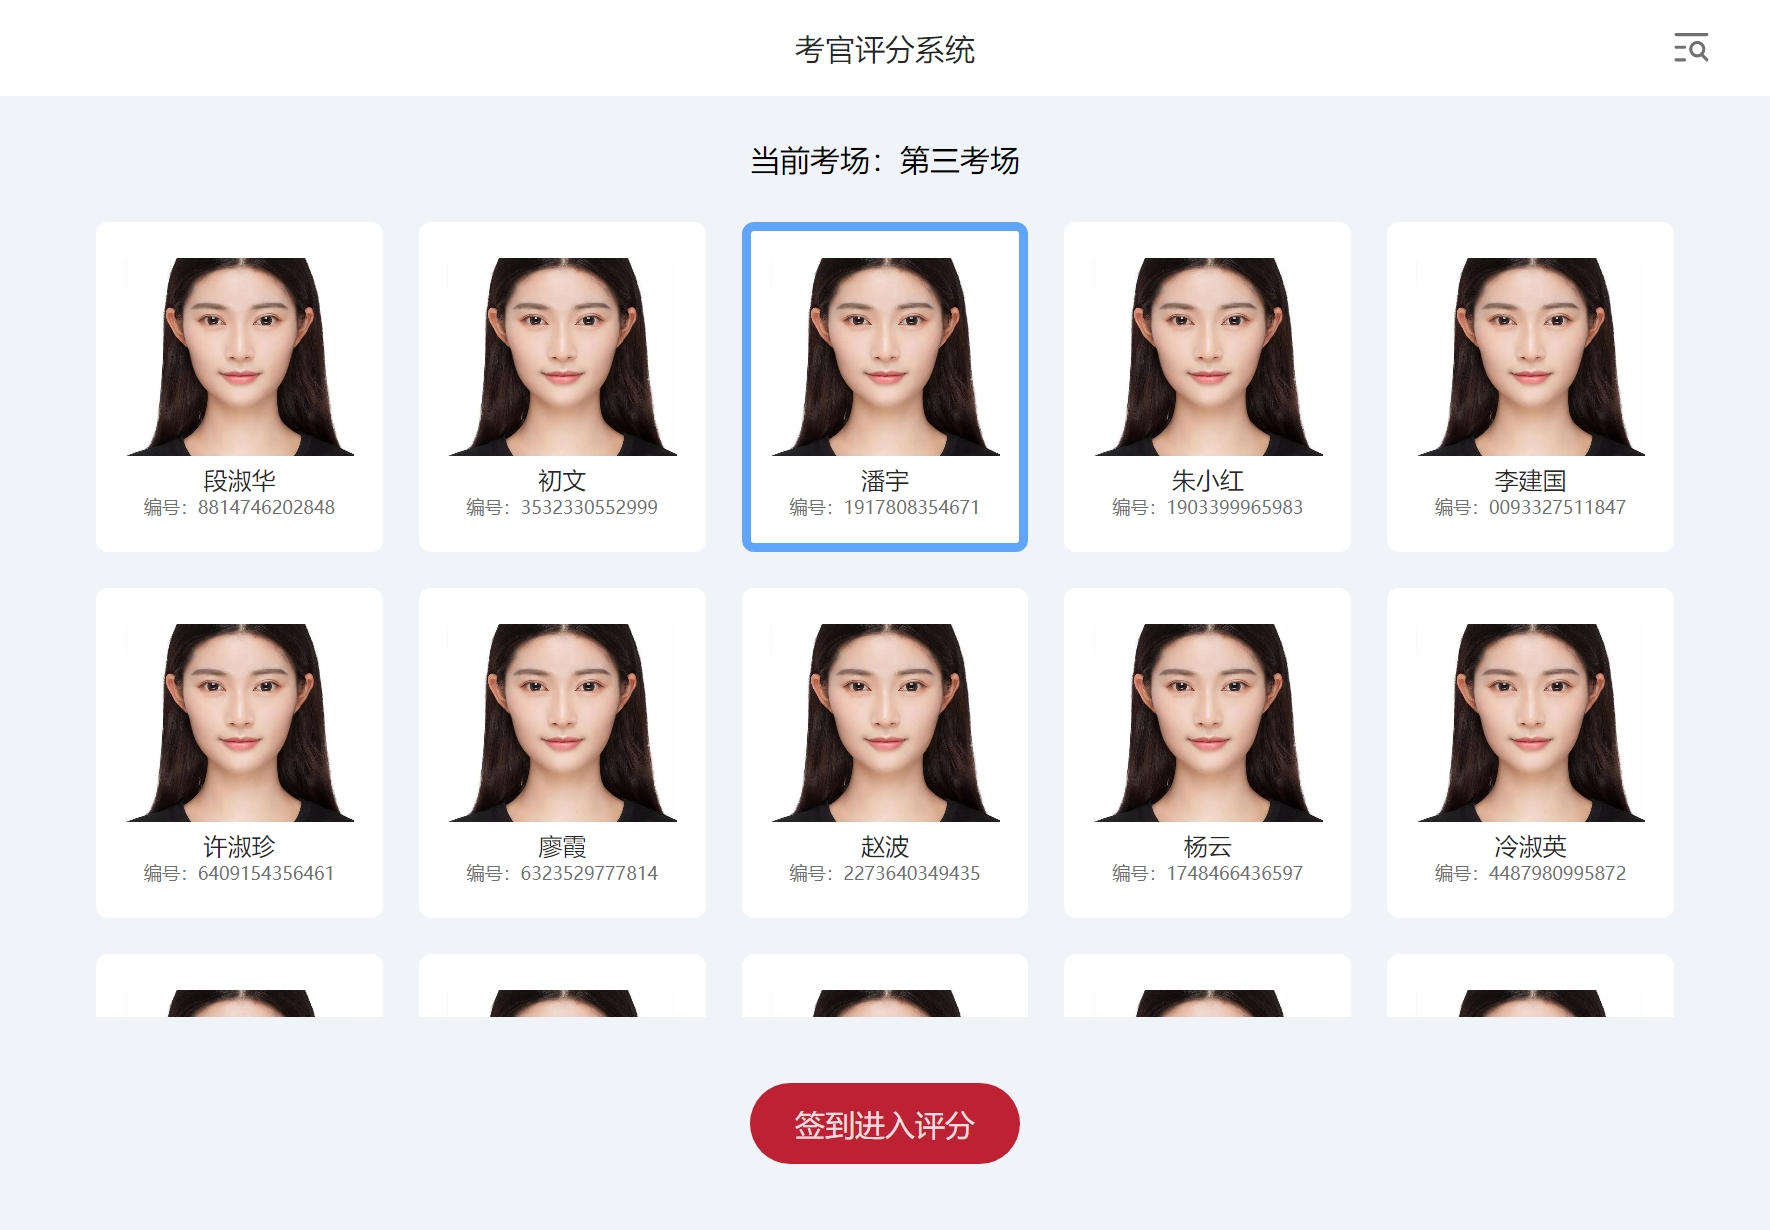 考官评分系统
当前考场：第三考场
段淑华
编号：8814746202848
初文
编号：3532330552999
潘宇
编号：1917808354671
朱小红
编号：1903399965983
李建国
编号：0093327511847
许淑珍
编号：6409154356461
廖霞
编号：6323529777814
赵波
编号：2273640349435
杨云
编号：1748466436597
冷淑英
编号：4487980995872
签到进入评分